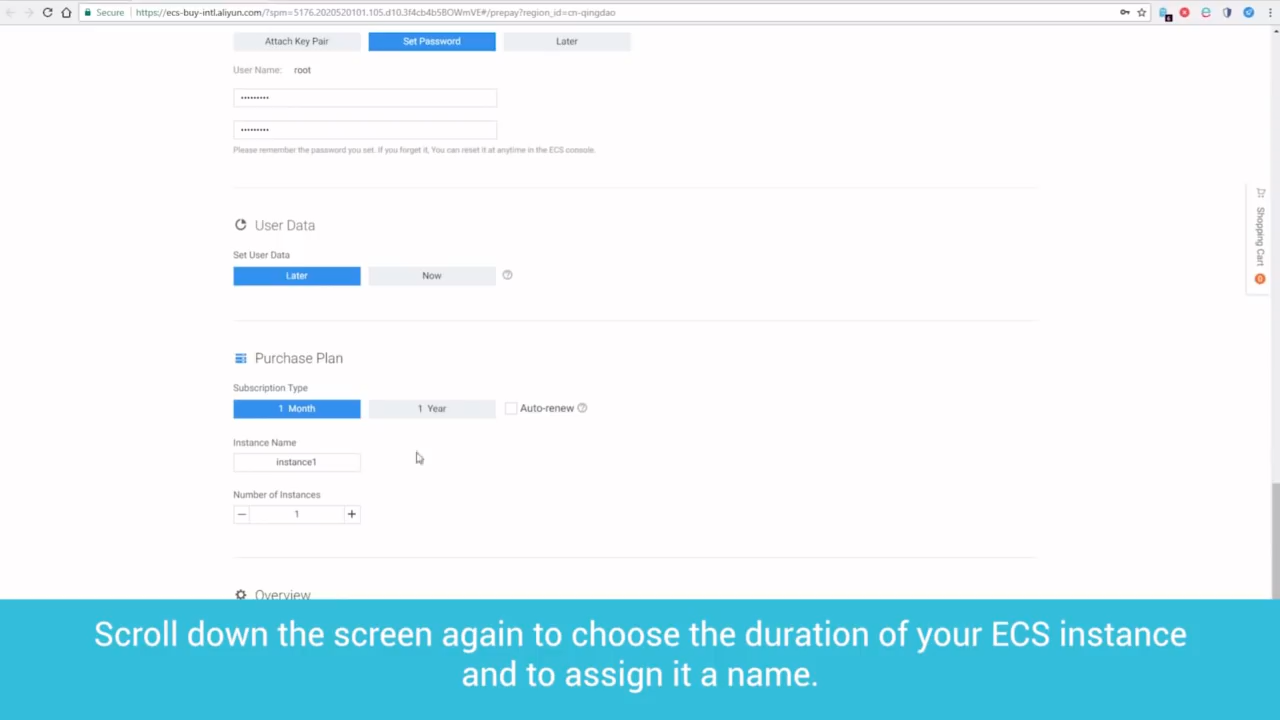 Secure https://ecs-buy-intl.aliyun.com/?spm=5176.2020520101.105.d10.3f4cb4b5BOWmVE#/prepay?region_id=cn-qingdao
Attach Key Pair Set Password Later
User Name: root
•••••••••
•••••••••
Please remember the password you set. If you forget it, You can reset it at anytime in the ECS console.
User Data
Set User Data
Later Now
Shopping Cart
0
Purchase Plan
Subscription Type
1 Month 1 Year Auto-renew
Instance Name
instance1
Number of Instances
1
Overview
Scroll down the screen again to choose the duration of your ECS instance
and to assign it a name.